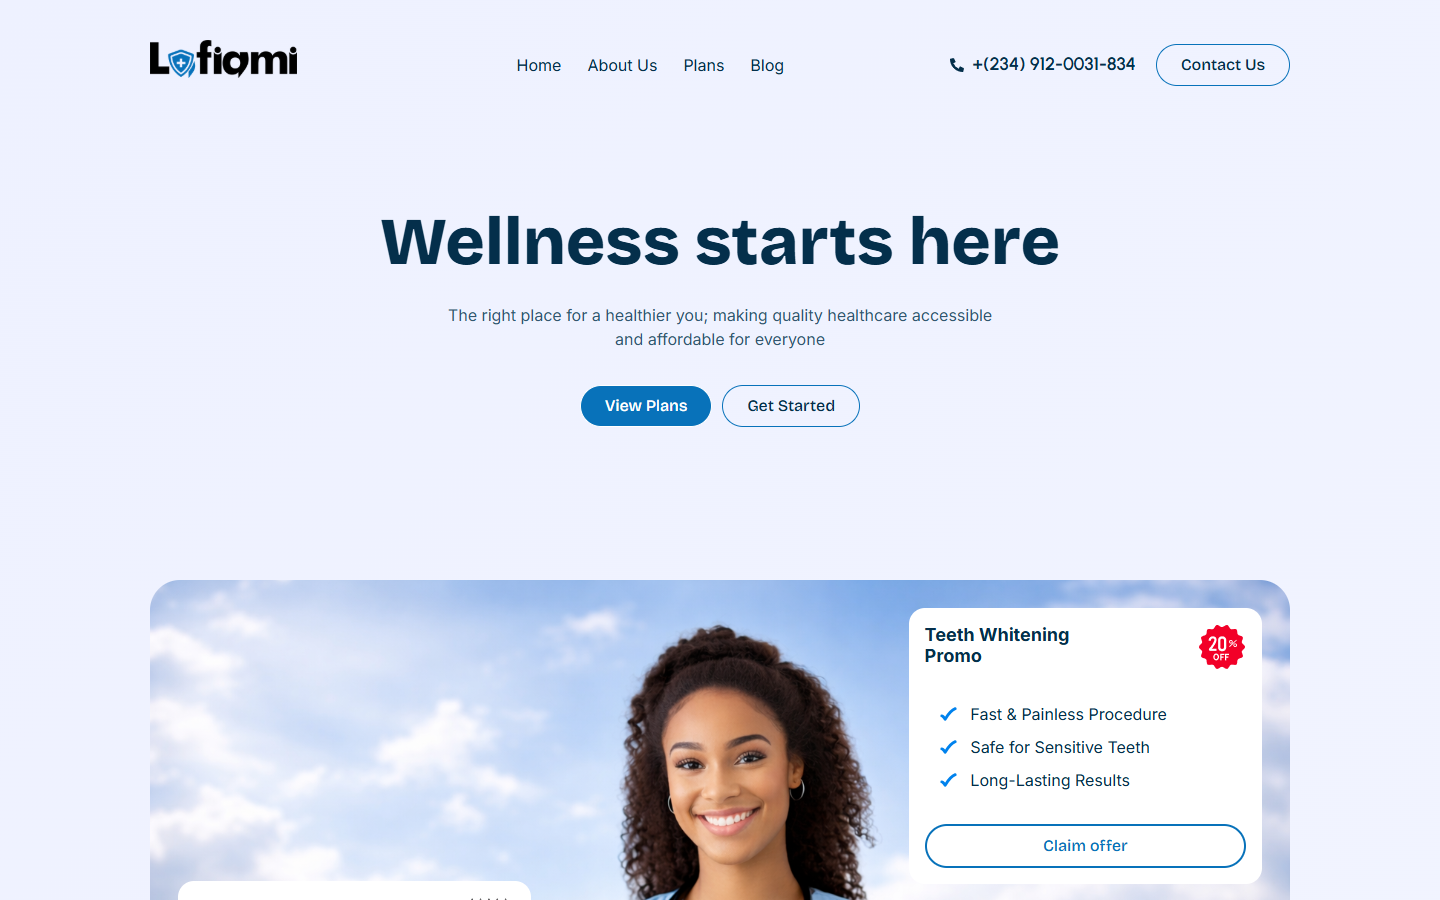 Lofiqmi
Home
About Us
Plans
Blog
+(234) 912-0031-834
Contact Us
Wellness starts here
The right place for a healthier you; making quality healthcare accessible
and affordable for everyone
View Plans
Get Started
Teeth Whitening
Promo
20%
OFF
Fast & Painless Procedure
Safe for Sensitive Teeth
Long-Lasting Results
Claim offer